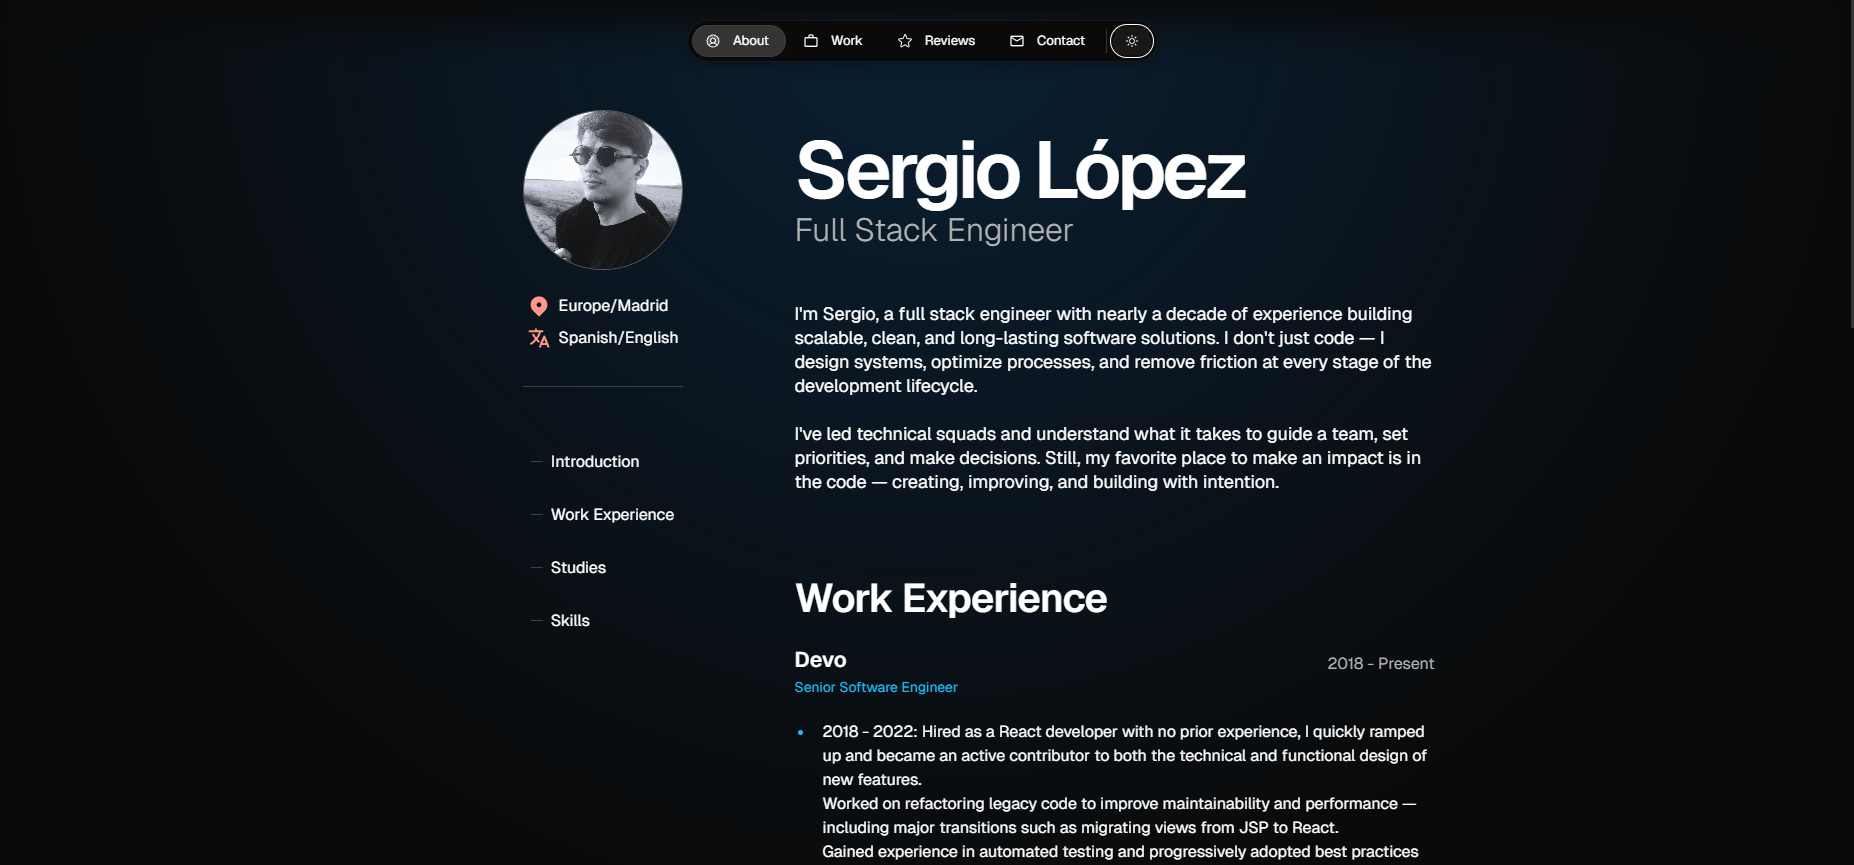 About
Work
Reviews
Contact
Sergio López
Full Stack Engineer
Europe/Madrid
Spanish/English
Introduction
Work Experience
Studies
Skills
I'm Sergio, a full stack engineer with nearly a decade of experience building
scalable, clean, and long-lasting software solutions. I don't just code — I
design systems, optimize processes, and remove friction at every stage of the
development lifecycle.
I've led technical squads and understand what it takes to guide a team, set
priorities, and make decisions. Still, my favorite place to make an impact is in
the code — creating, improving, and building with intention.
Work Experience
Devo
2018 - Present
Senior Software Engineer
2018 - 2022: Hired as a React developer with no prior experience, I quickly ramped
up and became an active contributor to both the technical and functional design of
new features.
Worked on refactoring legacy code to improve maintainability and performance —
including major transitions such as migrating views from JSP to React.
Gained experience in automated testing and progressively adopted best practices